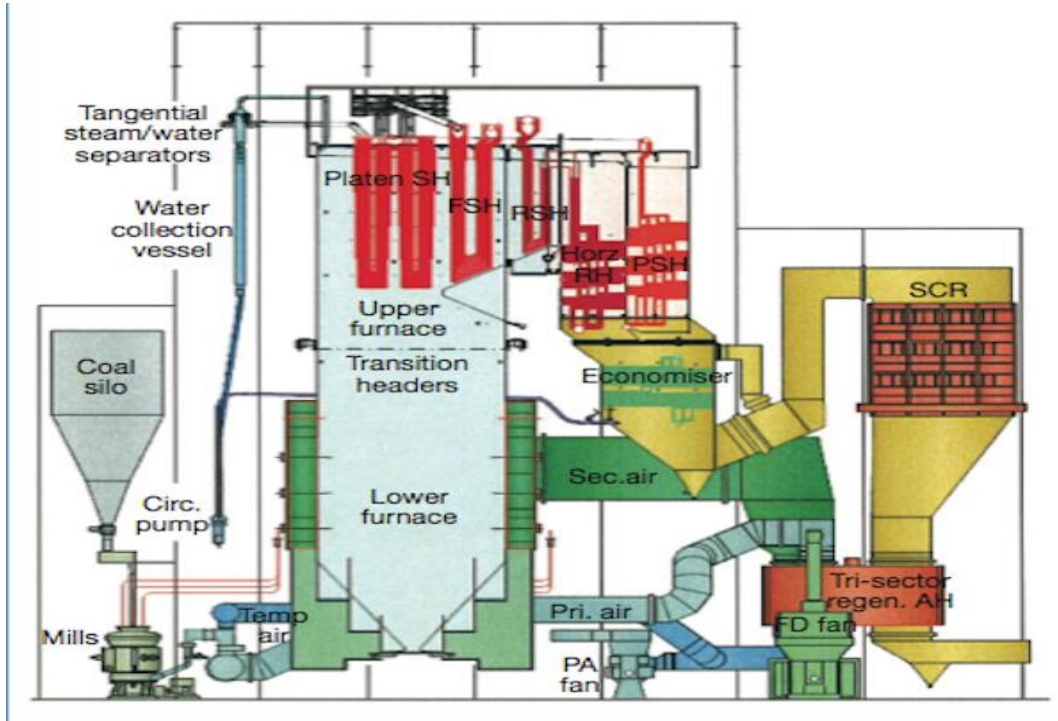 Tangential
steam/water
separators
Platen SH
FSH
RSH
Horz.
RH
PSH
Water
collection
vessel
SCR
Upper
furnace
Coal
silo
Transition
headers
Economiser
Sec.air
Circ.
pump
Lower
furnace
Tri-sector
regen. AH
Mills
Temp
air
Pri. air
FD fan
PA
fan